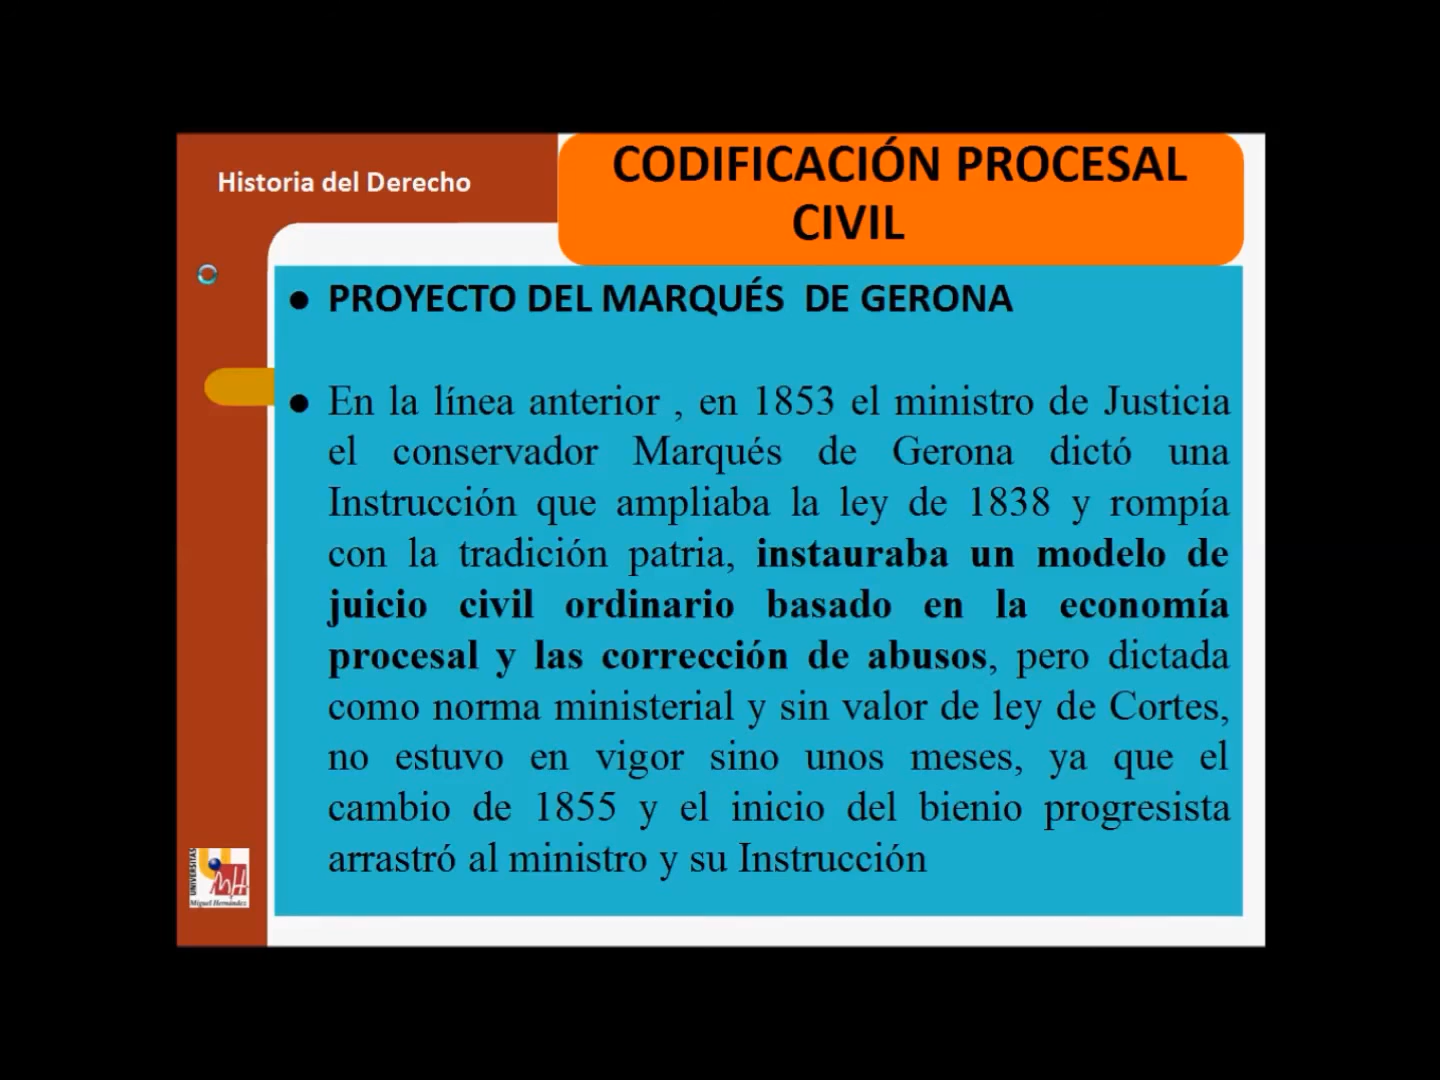 Historia del Derecho
CODIFICACIÓN PROCESAL
CIVIL
● PROYECTO DEL MARQUÉS DE GERONA
● En la línea anterior , en 1853 el ministro de Justicia
el conservador Marqués de Gerona dictó una
Instrucción que ampliaba la ley de 1838 y rompía
con la tradición patria, instauraba un modelo de
juicio civil ordinario basado en la economía
procesal y las corrección de abusos, pero dictada
como norma ministerial y sin valor de ley de Cortes,
no estuvo en vigor sino unos meses, ya que el
cambio de 1855 y el inicio del bienio progresista
arrastró al ministro y su Instrucción
UNIVERSITAS
Miguel Hernández